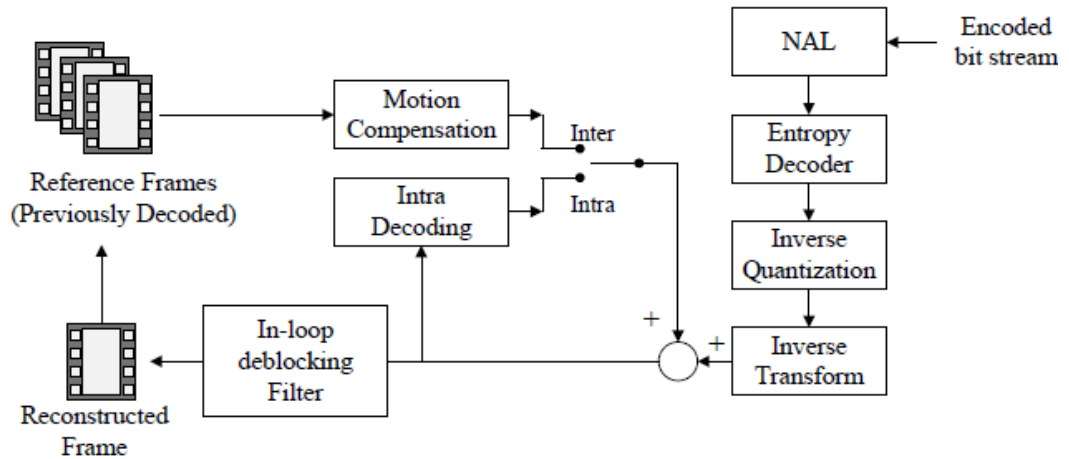 NAL
Encoded
bit stream
Motion
Compensation
Inter
Entropy
Decoder
Reference Frames
(Previously Decoded)
Intra
Decoding
Intra
Inverse
Quantization
In-loop
deblocking
Filter
+
+
Inverse
Transform
Reconstructed
Frame